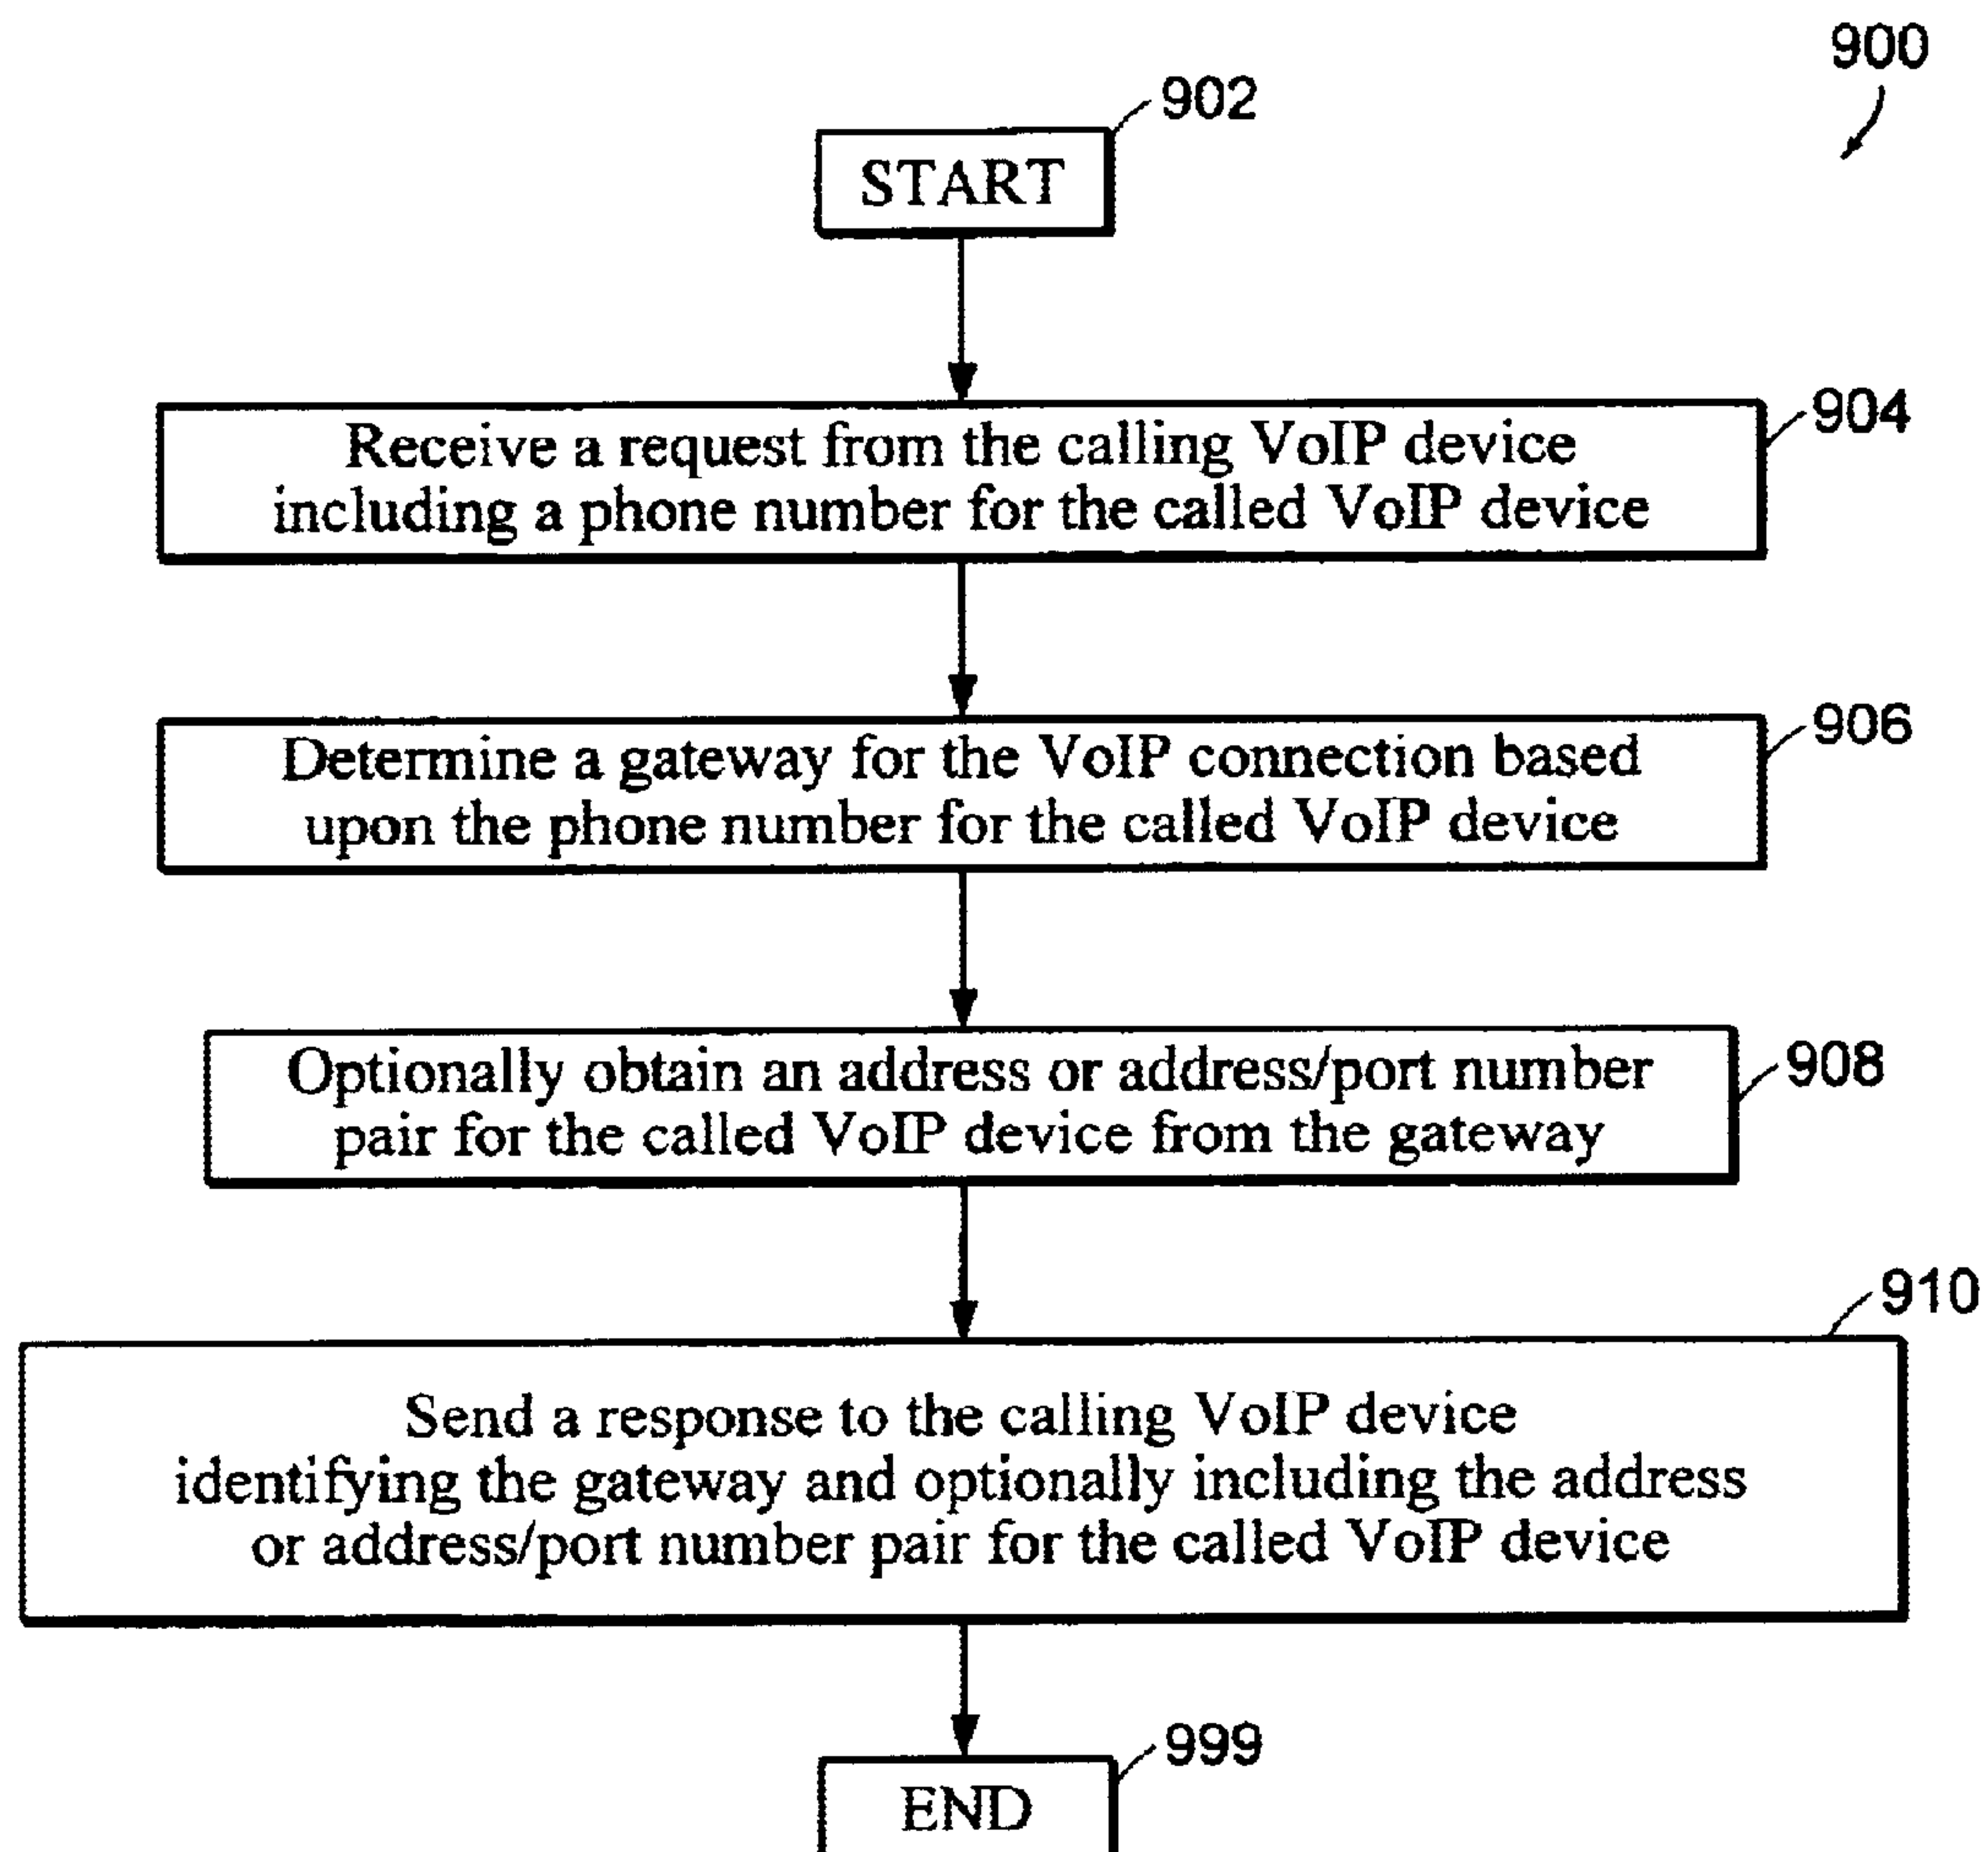 900
902
START
904
Receive a request from the calling VoIP device
including a phone number for the called VoIP device
906
Determine a gateway for the VoIP connection based
upon the phone number for the called VoIP device
908
Optionally obtain an address or address/port number
pair for the called VoIP device from the gateway
910
Send a response to the calling VoIP device
identifying the gateway and optionally including the address
or address/port number pair for the called VoIP device
999
END